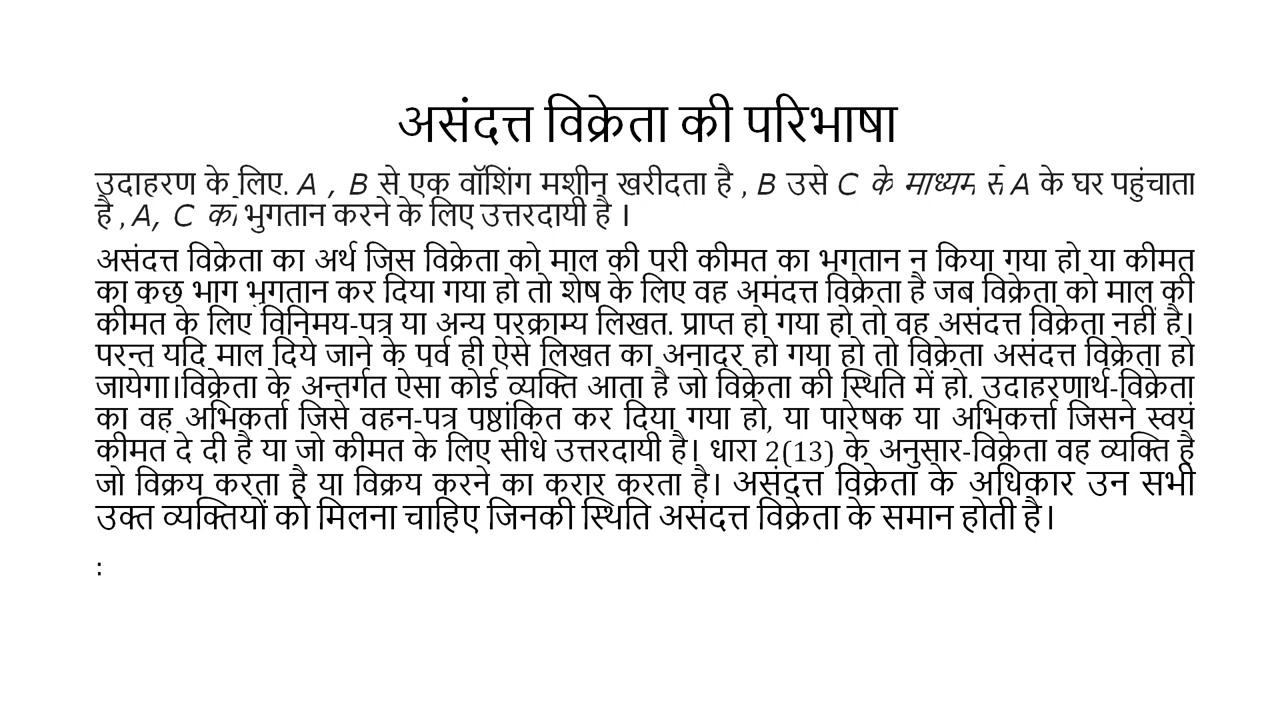 असंदत्त विक्रेता की परिभाषा
उदाहरण के लिए. A , B से एक वॉशिंग मशीन खरीदता है , B उसे C के माध्यम से A के घर पहुंचाता
है , A, C को भुगतान करने के लिए उत्तरदायी है ।
असंदत्त विक्रेता का अर्थ जिस विक्रेता को माल की पूरी कीमत का भुगतान न किया गया हो या कीमत
का कुछ भाग भुगतान कर दिया गया हो तो शेष के लिए वह अमंदत्त विक्रेता है जब विक्रेता को माल की
कीमत के लिए विनिमय-पत्र या अन्य परक्राम्य लिखत. प्राप्त हो गया हो तो वह असंदत्त विक्रेता नहीं है।
परन्तु यदि माल दिये जाने के पूर्व ही ऐसे लिखत का अनादर हो गया हो तो विक्रेता असंदत्त विक्रेता हो
जायेगा।विक्रेता के अन्तर्गत ऐसा कोई व्यक्ति आता है जो विक्रेता की स्थिति में हो. उदाहरणार्थ-विक्रेता
का वह अभिकर्ता जिसे वहन-पत्र पृष्ठांकित कर दिया गया हो, या पारेषक या अभिकर्त्ता जिसने स्वयं
कीमत दे दी है या जो कीमत के लिए सीधे उत्तरदायी है। धारा 2(13) के अनुसार-विक्रेता वह व्यक्ति है
जो विक्रय करता है या विक्रय करने का करार करता है। असंदत्त विक्रेता के अधिकार उन सभी
उक्त व्यक्तियों को मिलना चाहिए जिनकी स्थिति असंदत्त विक्रेता के समान होती है।
: